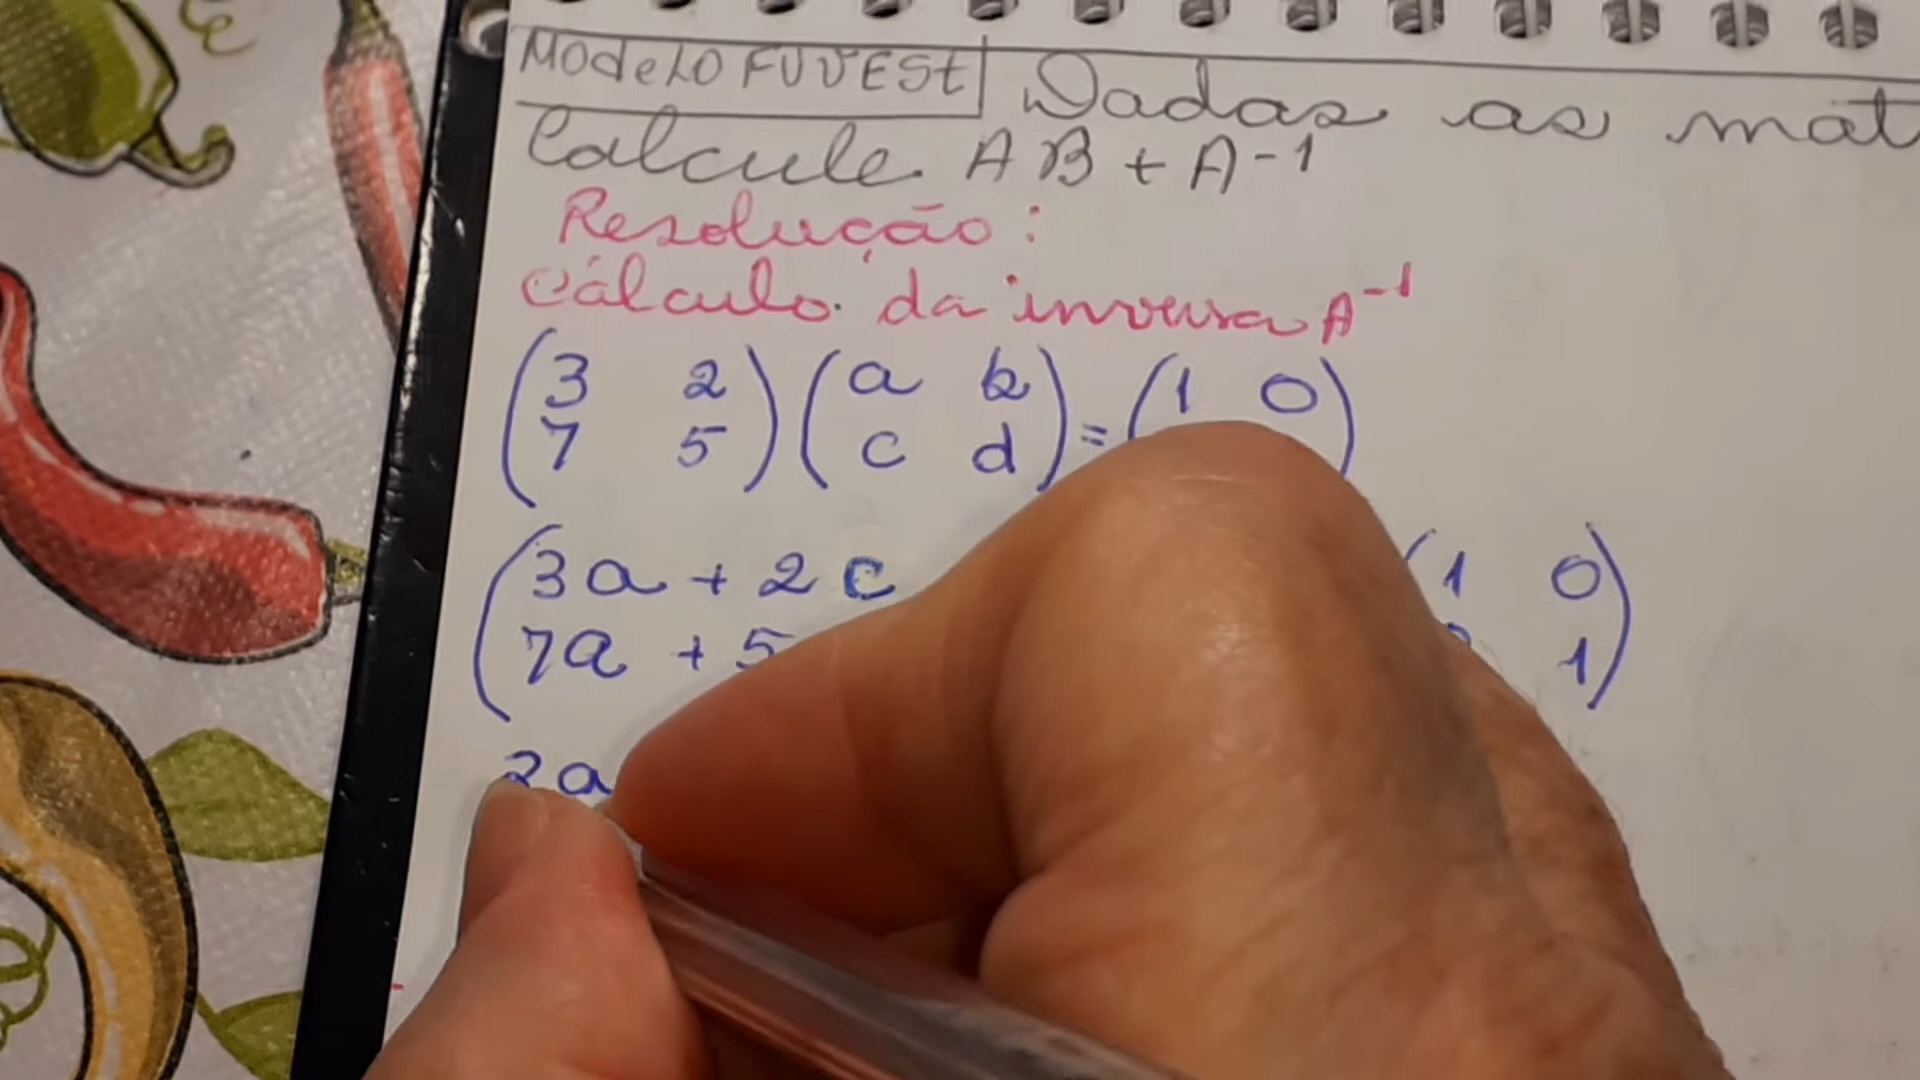 Modelo FUVEST Dadas as mat
Calcule AB + A-1
Resolução:
Cálculo da inversa A-1
(3 2) (a b) = (1 0)
(7 5) (c d)
(3a + 2c (1 0)
(7a + 5 1)
3a